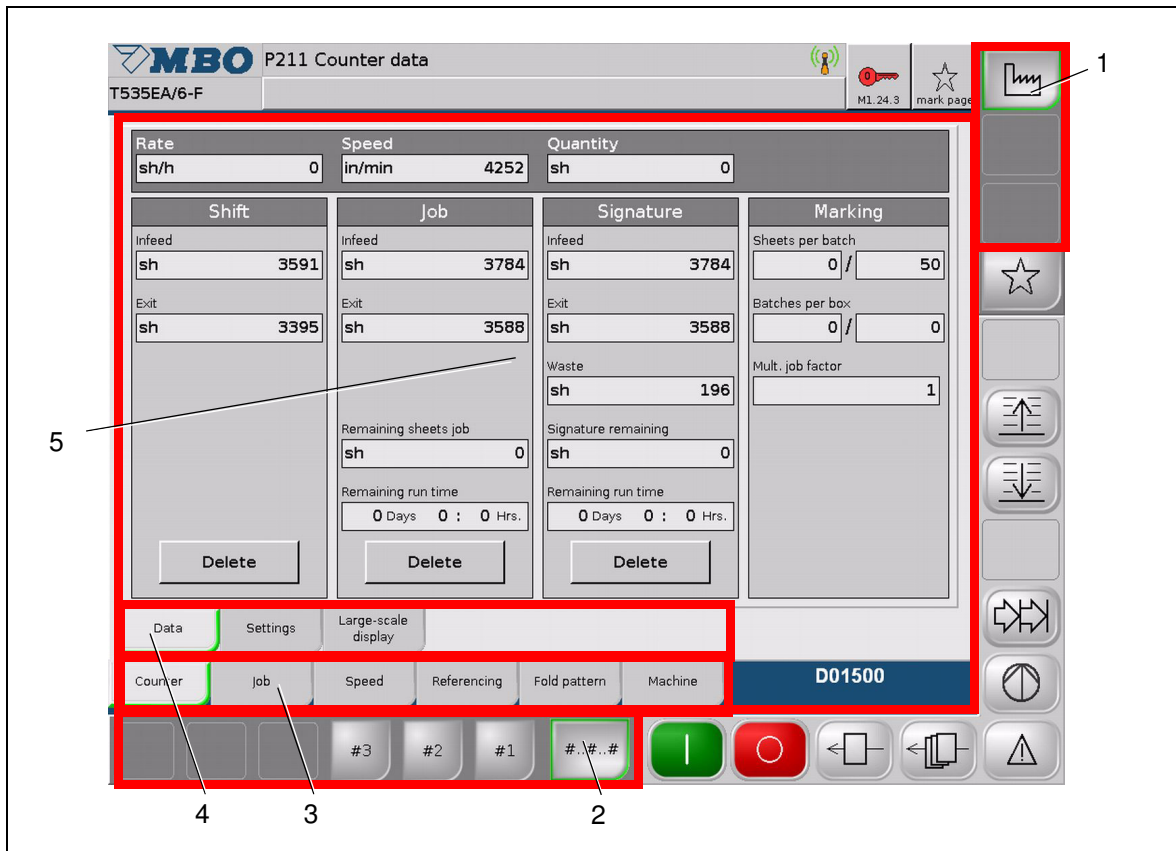 MBO P211 Counter data
T535EA/6-F
M1.24.3 mark page
1
Rate Speed Quantity
sh/h 0 in/min 4252 sh 0
Shift Job Signature Marking
Infeed Infeed Infeed Sheets per batch
sh 3591 sh 3784 sh 3784 0 / 50
Exit Exit Exit Batches per box
sh 3395 sh 3588 sh 3588 0 / 0
Waste Mult. job factor
sh 196 1
5
Remaining sheets job Signature remaining
sh 0 sh 0
Remaining run time Remaining run time
0 Days 0 : 0 Hrs. 0 Days 0 : 0 Hrs.
Delete Delete Delete
Data Settings Large-scale
display
Counter Job Speed Referencing Fold pattern Machine D01500
#3 #2 #1 #..#..#
4 3 2